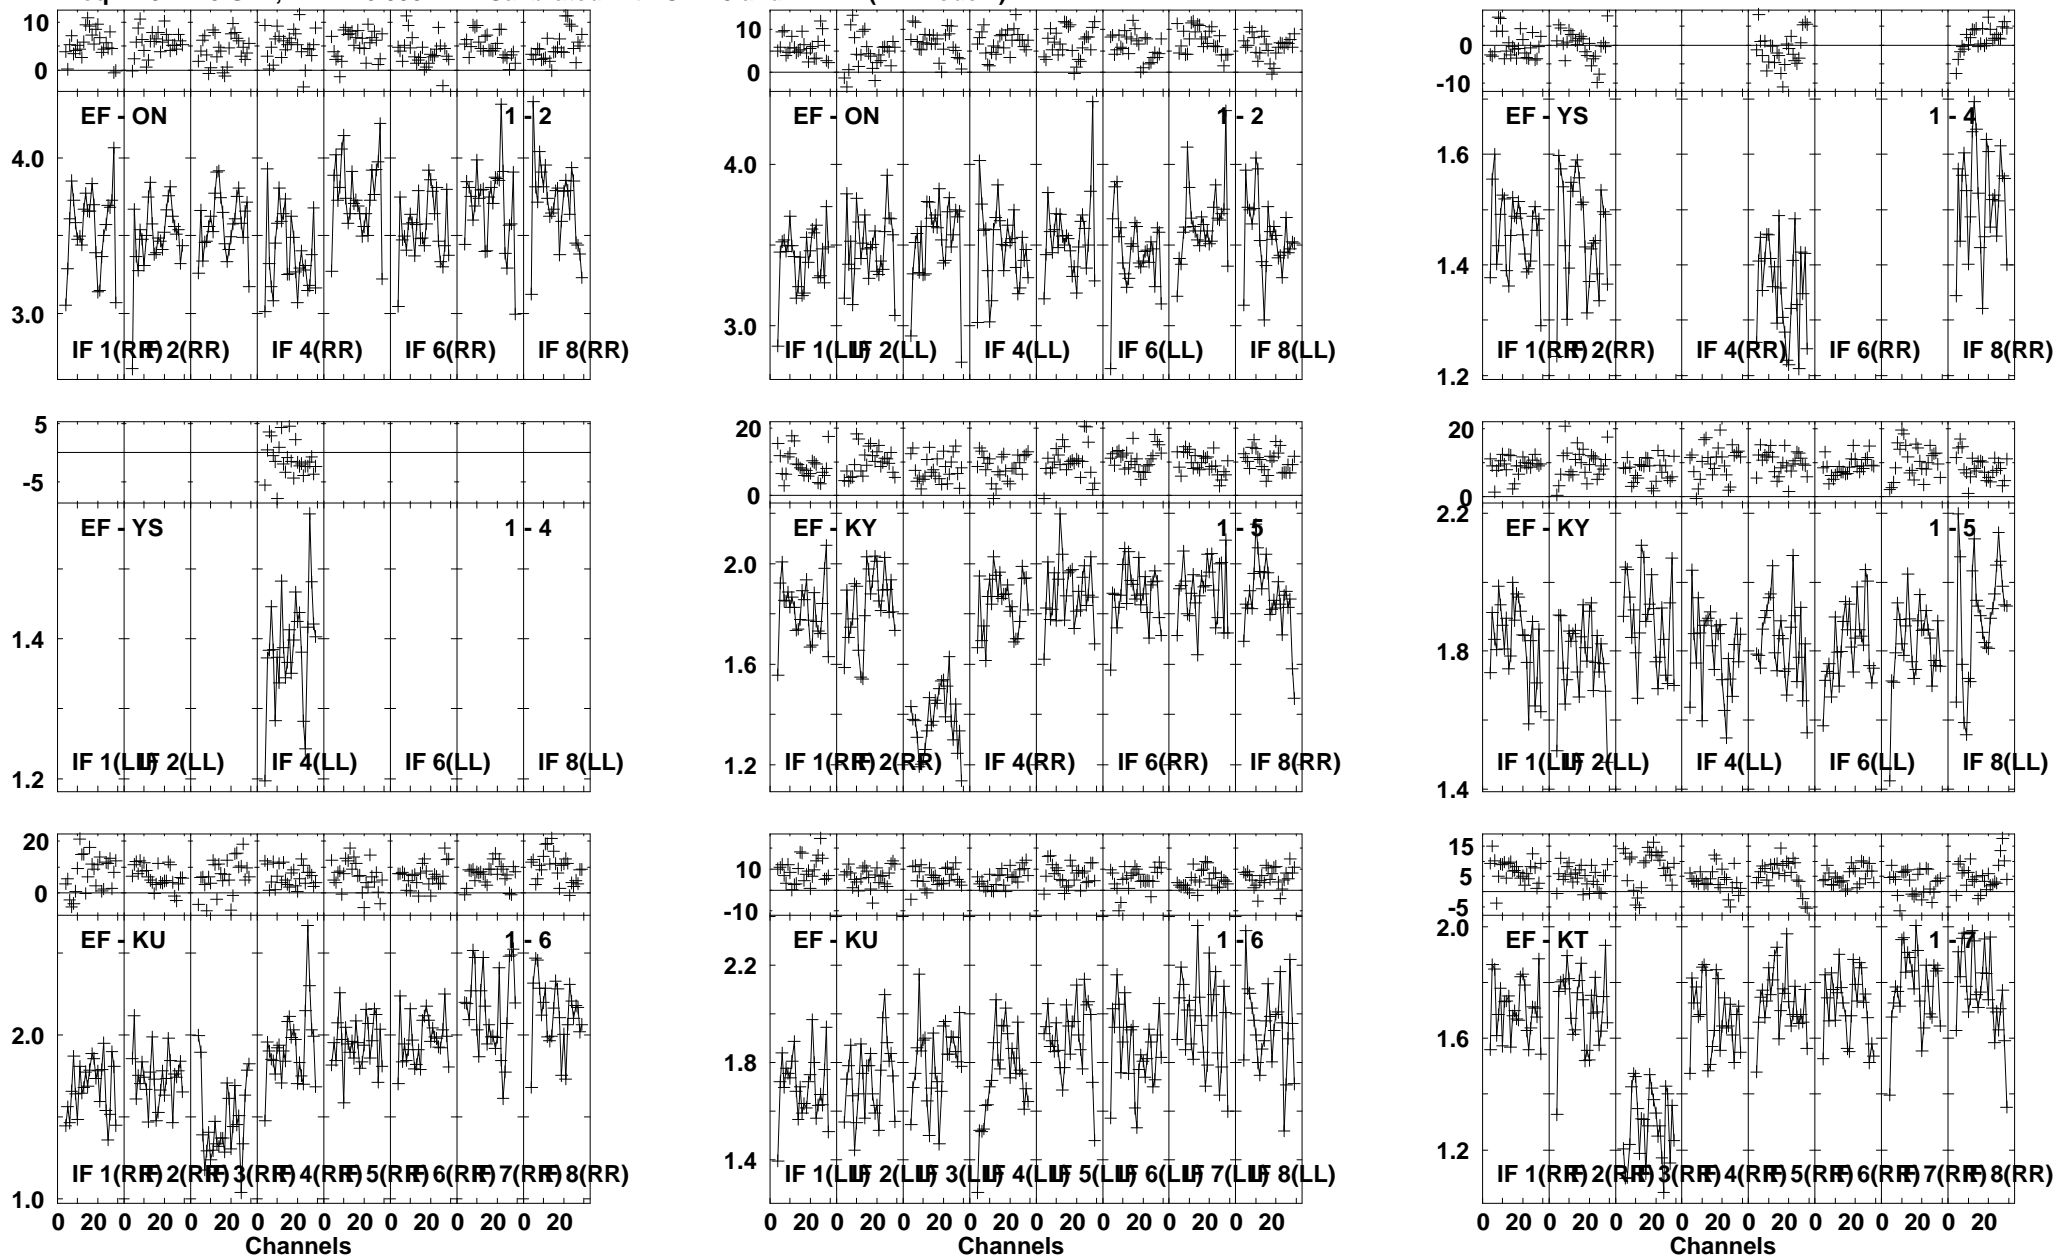 10
0
EF - ON
1 - 2
4.0
3.0
IF 1(RR)
IF 2(RR)
IF 4(RR)
IF 6(RR)
IF 8(RR)
10
0
EF - ON
1 - 2
4.0
3.0
IF 1(LL)
IF 2(LL)
IF 4(LL)
IF 6(LL)
IF 8(LL)
0
-10
EF - YS
1 - 4
1.6
1.4
1.2
IF 1(RR)
IF 2(RR)
IF 4(RR)
IF 6(RR)
IF 8(RR)
5
-5
EF - YS
1 - 4
1.4
1.2
IF 1(LL)
IF 2(LL)
IF 4(LL)
IF 6(LL)
IF 8(LL)
20
0
EF - KY
1 - 5
2.0
1.6
1.2
IF 1(RR)
IF 2(RR)
IF 4(RR)
IF 6(RR)
IF 8(RR)
20
0
2.2
EF - KY
1 - 5
1.8
1.4
IF 1(LL)
IF 2(LL)
IF 4(LL)
IF 6(LL)
IF 8(LL)
20
0
EF - KU
1 - 6
2.0
1.0
IF 1(RR)
IF 2(RR)
IF 3(RR)
IF 4(RR)
IF 5(RR)
IF 6(RR)
IF 7(RR)
IF 8(RR)
0 20 0 20 0 20 0 20 0 20 0 20 0 20 0 20
Channels
10
-10
EF - KU
1 - 6
2.2
1.8
1.4
IF 1(LL)
IF 2(LL)
IF 3(LL)
IF 4(LL)
IF 5(LL)
IF 6(LL)
IF 7(LL)
IF 8(LL)
0 20 0 20 0 20 0 20 0 20 0 20 0 20 0 20
Channels
15
5
-5
2.0
EF - KT
1 - 7
1.6
1.2
IF 1(RR)
IF 2(RR)
IF 3(RR)
IF 4(RR)
IF 5(RR)
IF 6(RR)
IF 7(RR)
IF 8(RR)
0 20 0 20 0 20 0 20 0 20 0 20 0 20 0 20
Channels